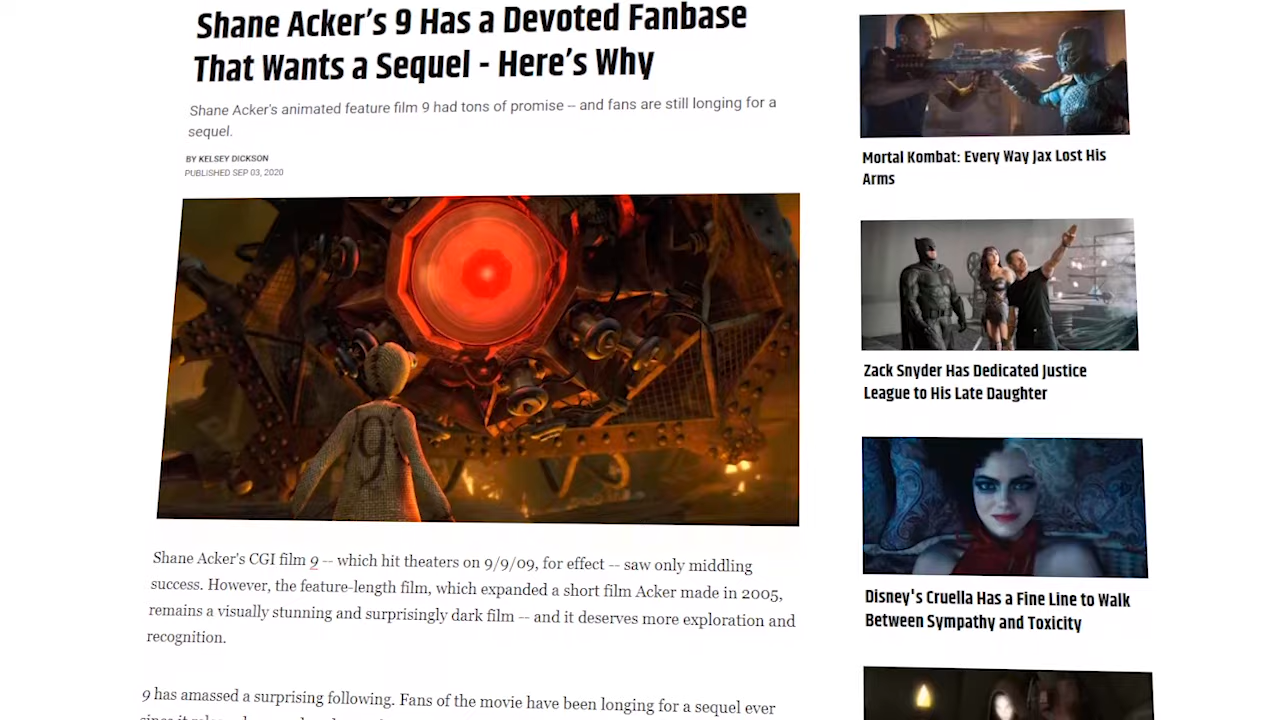 Shane Acker's 9 Has a Devoted Fanbase
That Wants a Sequel - Here's Why
Shane Acker's animated feature film 9 had tons of promise -- and fans are still longing for a
sequel.
BY KELSEY DICKSON
PUBLISHED SEP 03, 2020
9
Shane Acker's CGI film 9 -- which hit theaters on 9/9/09, for effect -- saw only middling
success. However, the feature-length film, which expanded a short film Acker made in 2005,
remains a visually stunning and surprisingly dark film -- and it deserves more exploration and
recognition.
9 has amassed a surprising following. Fans of the movie have been longing for a sequel ever
Mortal Kombat: Every Way Jax Lost His
Arms
Zack Snyder Has Dedicated Justice
League to His Late Daughter
Disney's Cruella Has a Fine Line to Walk
Between Sympathy and Toxicity